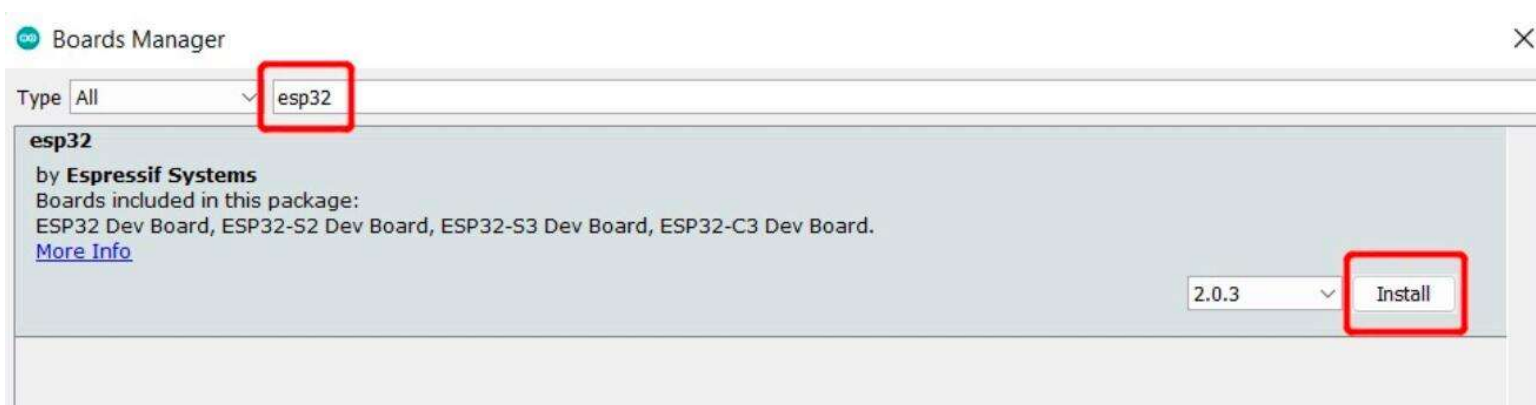 Boards Manager
Type All esp32
esp32
by Espressif Systems
Boards included in this package:
ESP32 Dev Board, ESP32-S2 Dev Board, ESP32-S3 Dev Board, ESP32-C3 Dev Board.
More Info
2.0.3 Install